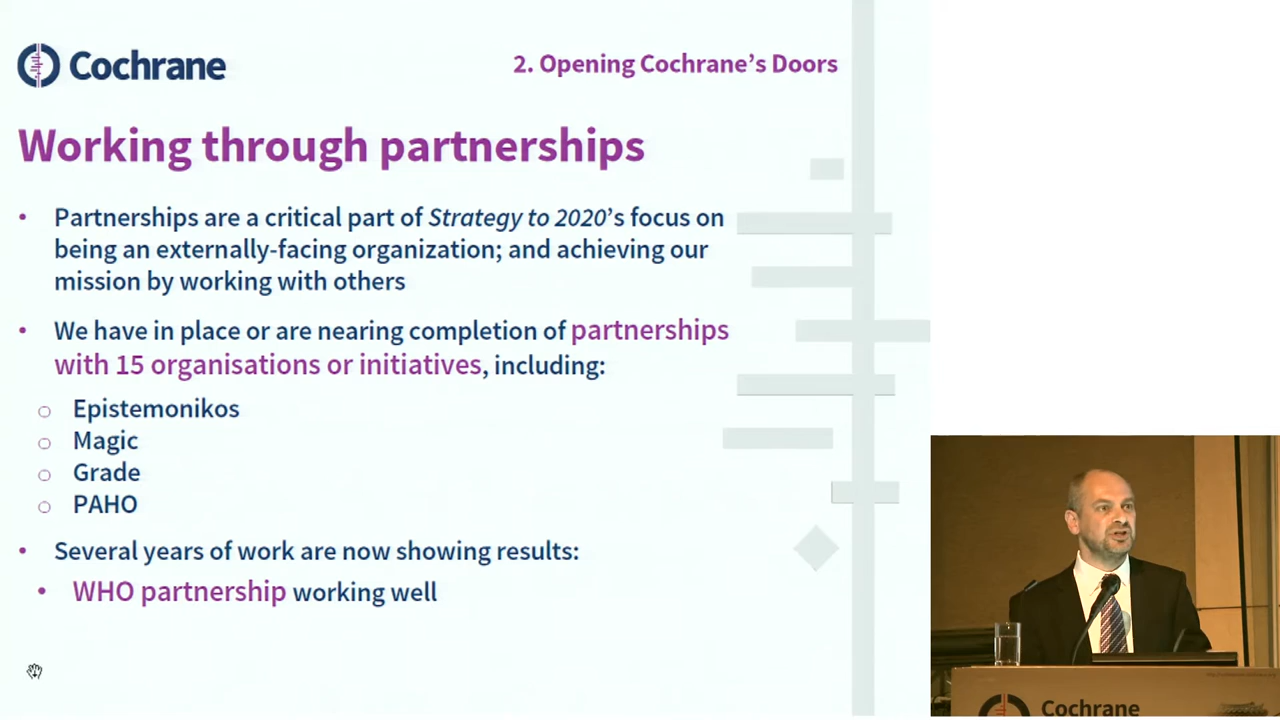 Cochrane
2. Opening Cochrane's Doors
Working through partnerships
• Partnerships are a critical part of Strategy to 2020's focus on
being an externally-facing organization; and achieving our
mission by working with others
• We have in place or are nearing completion of partnerships
with 15 organisations or initiatives, including:
○ Epistemonikos
○ Magic
○ Grade
○ PAHO
• Several years of work are now showing results:
• WHO partnership working well
Cochrane